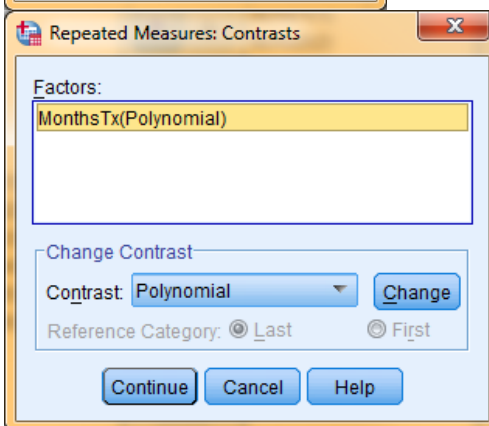 Repeated Measures: Contrasts
Factors:
MonthsTx(Polynomial)
Change Contrast
Contrast: Polynomial Change
Reference Category: Last First
Continue Cancel Help